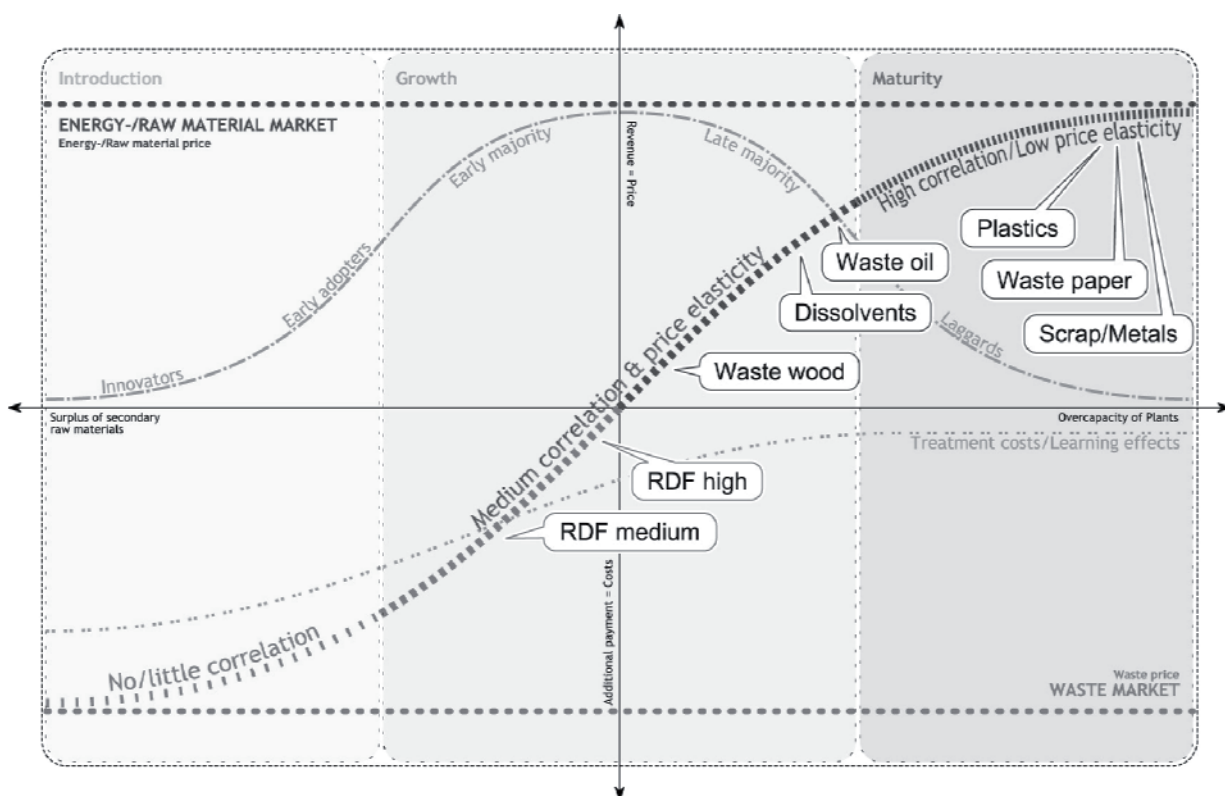 Introduction
Growth
Maturity
ENERGY-/RAW MATERIAL MARKET
Energy-/Raw material price
Early majority
Revenue = Price
Late majority
High correlation/Low price elasticity
Plastics
Waste oil
Waste paper
Early adopters
Medium correlation & price elasticity
Dissolvents
Scrap/Metals
Laggards
Innovators
Waste wood
Surplus of secondary
raw materials
Overcapacity of Plants
Treatment costs/Learning effects
RDF high
RDF medium
Additional payment = Costs
No/little correlation
Waste price
WASTE MARKET